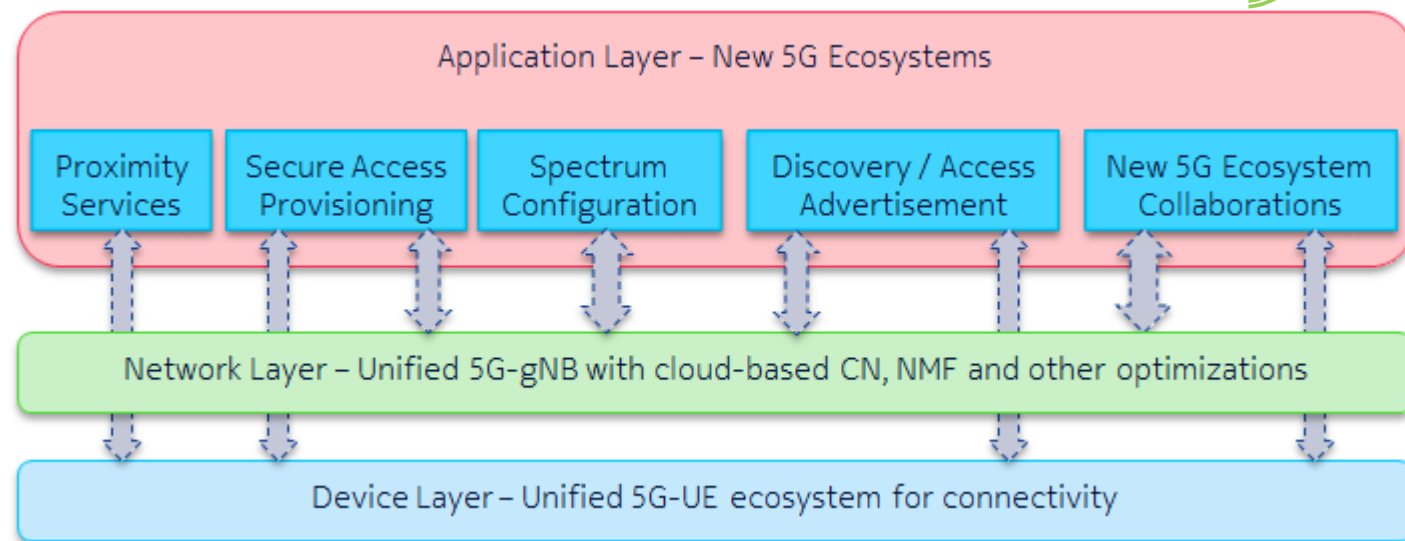 Application Layer – New 5G Ecosystems
Proximity
Services
Secure Access
Provisioning
Spectrum
Configuration
Discovery / Access
Advertisement
New 5G Ecosystem
Collaborations
Network Layer – Unified 5G-gNB with cloud-based CN, NMF and other optimizations
Device Layer – Unified 5G-UE ecosystem for connectivity